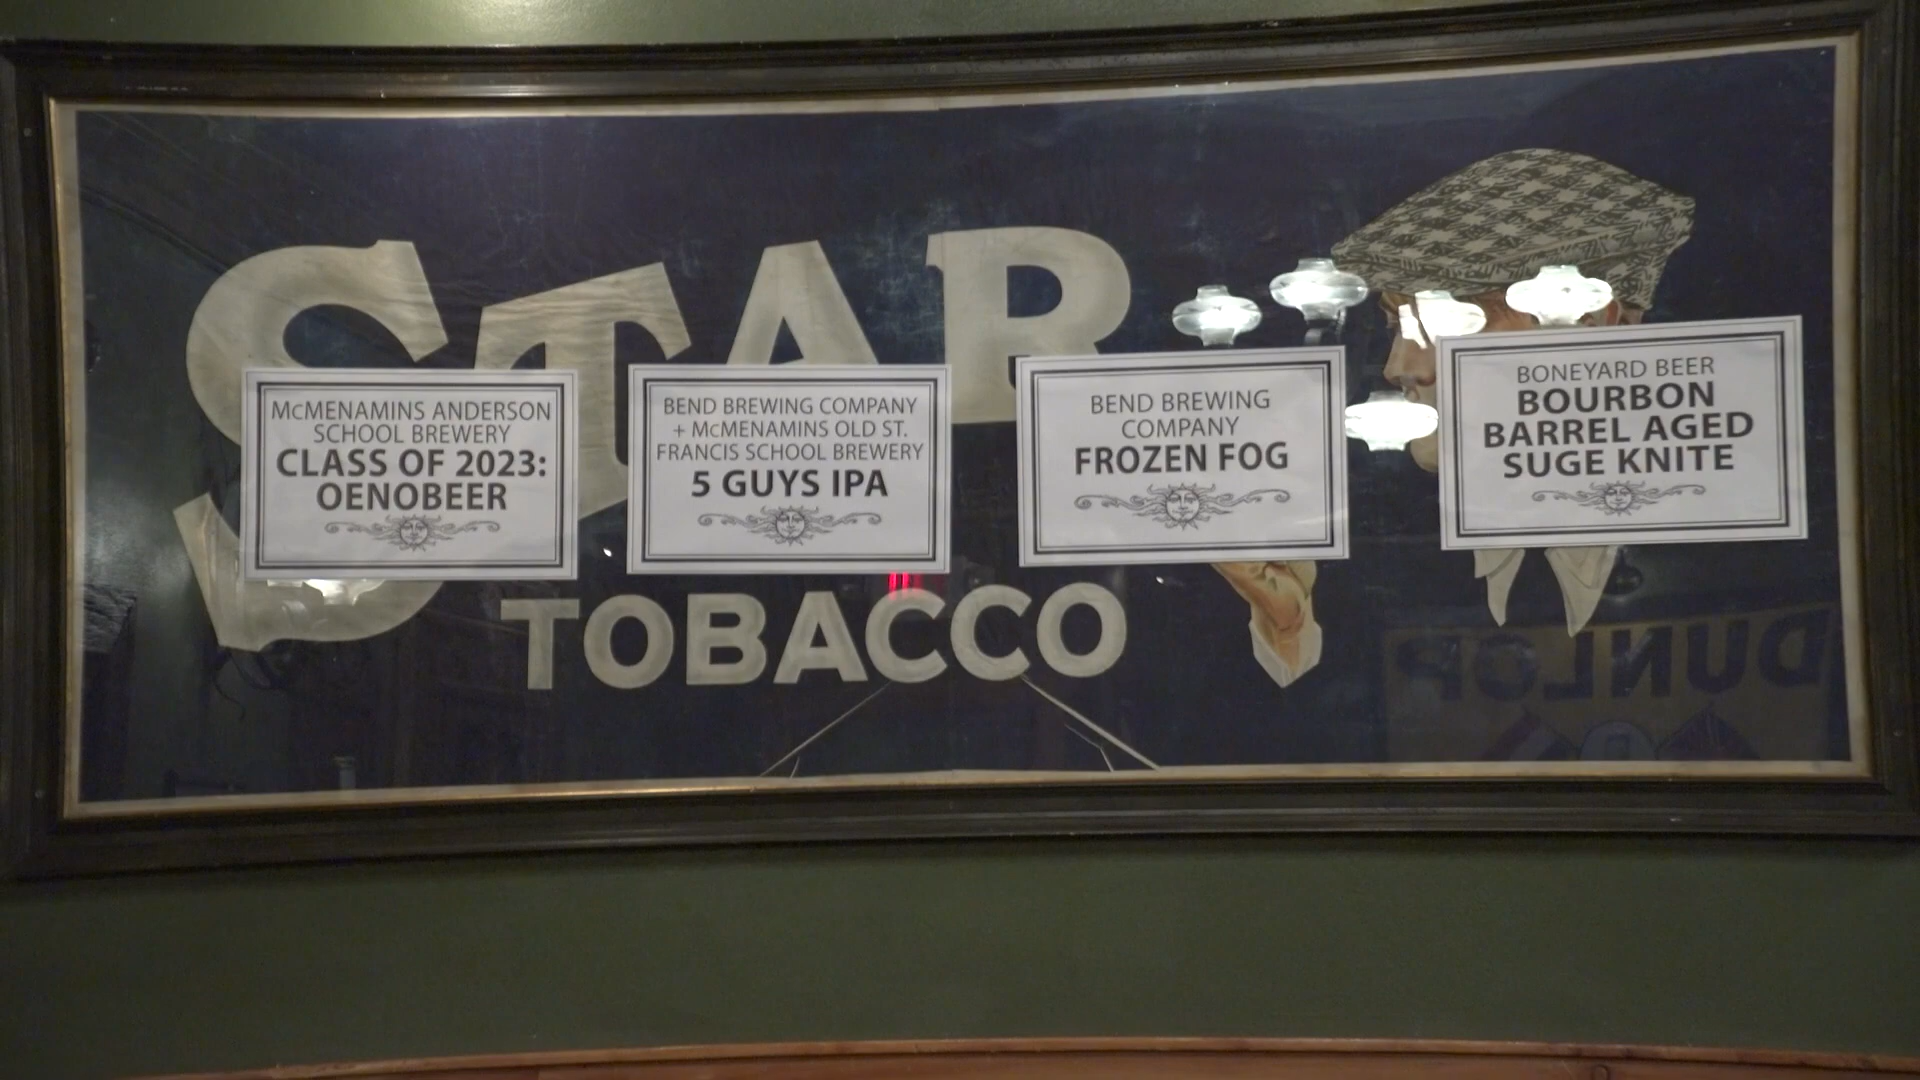 STAR
TOBACCO
McMENAMINS ANDERSON
SCHOOL BREWERY
CLASS OF 2023:
OENOBEER
BEND BREWING COMPANY
+ McMENAMINS OLD ST.
FRANCIS SCHOOL BREWERY
5 GUYS IPA
BEND BREWING
COMPANY
FROZEN FOG
BONEYARD BEER
BOURBON
BARREL AGED
SUGE KNITE
DUNLOP